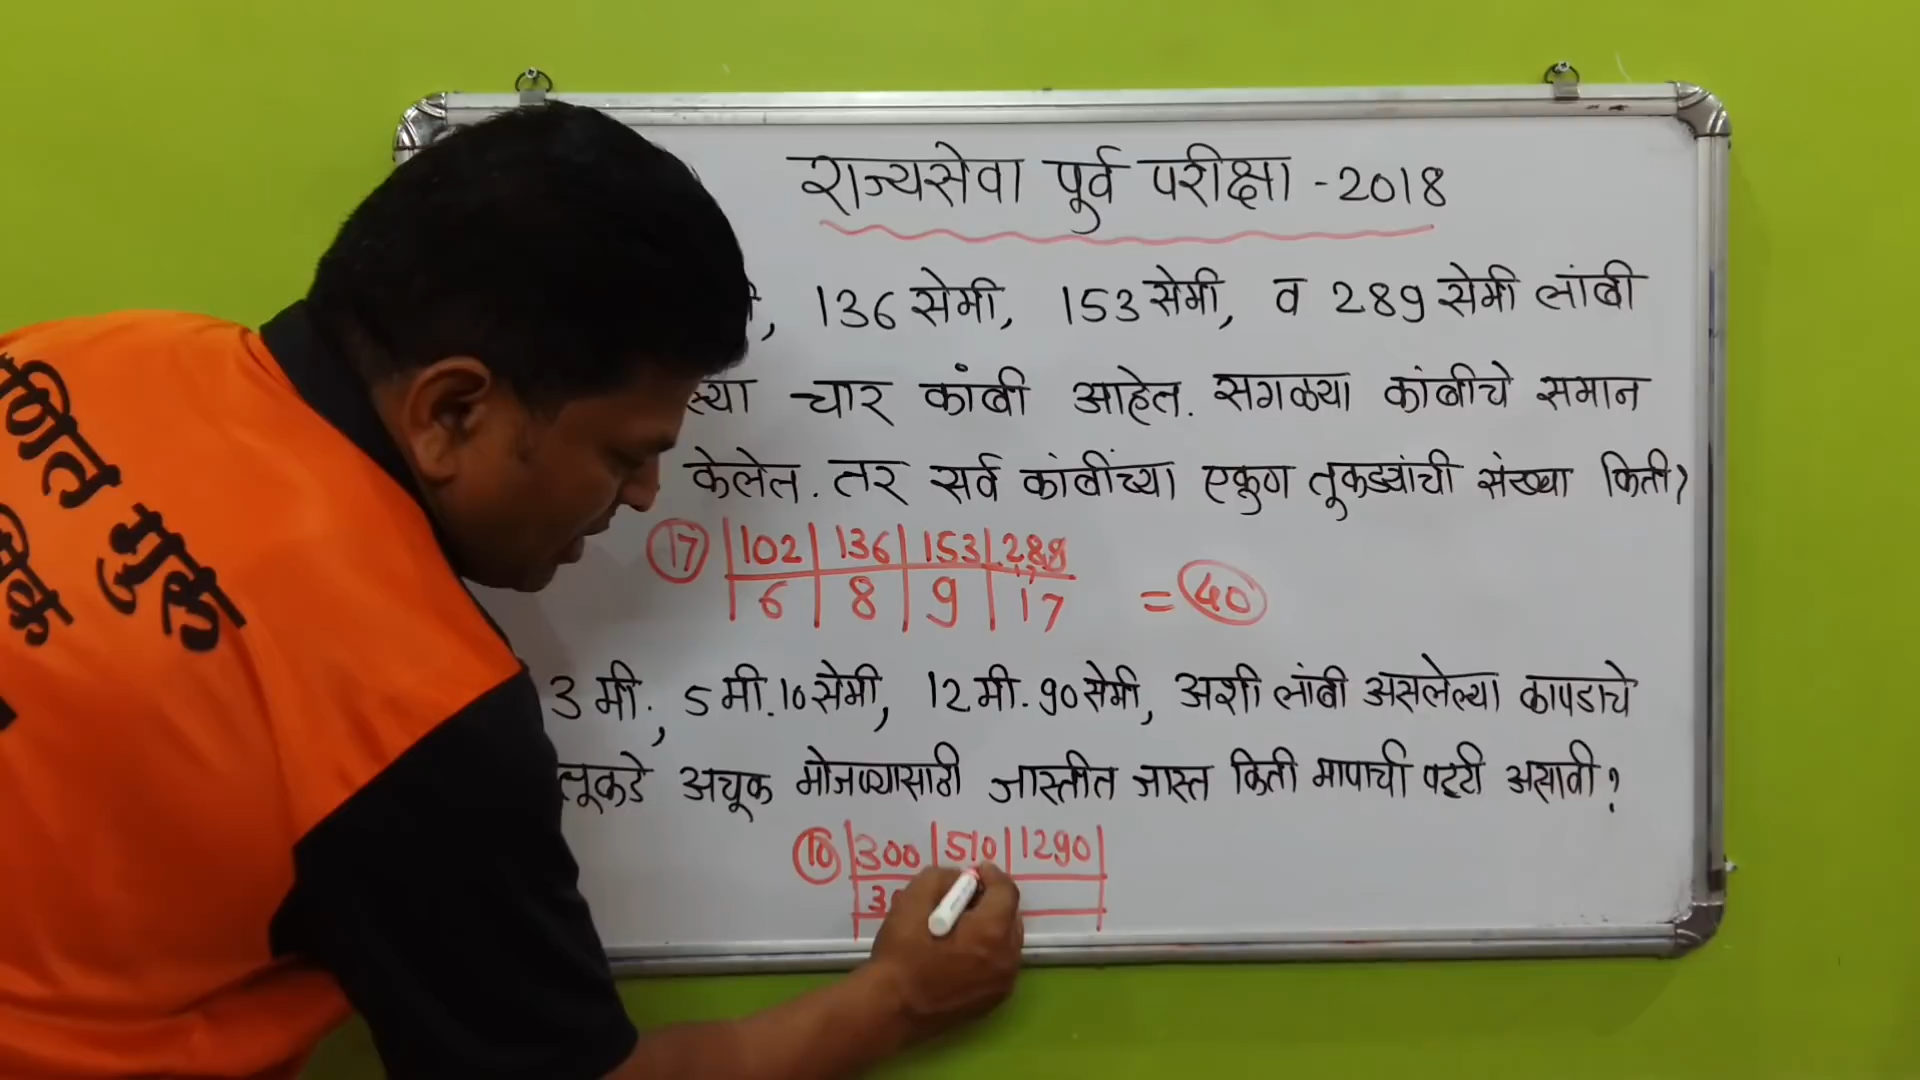 राज्यसेवा पूर्व परीक्षा - 2018
, 136 सेमी, 153 सेमी, व 289 सेमी लांबी
चार कांबी आहेत. सगळ्या कांबीचे समान
केलेत. तर सर्व कांबींच्या एकुण तूकड्यांची संख्या किती?
17 102 136 153 288
6 8 9 17 = 40
3 मी., 5 मी. 10 सेमी, 12 मी. 90 सेमी, अशी लांबी असलेल्या कापडाचे
तूकडे अचूक मोजण्यासाठी जास्तीत जास्त किती मापाची पट्टी असावी?
10 300 510 1290
गणित गुरू